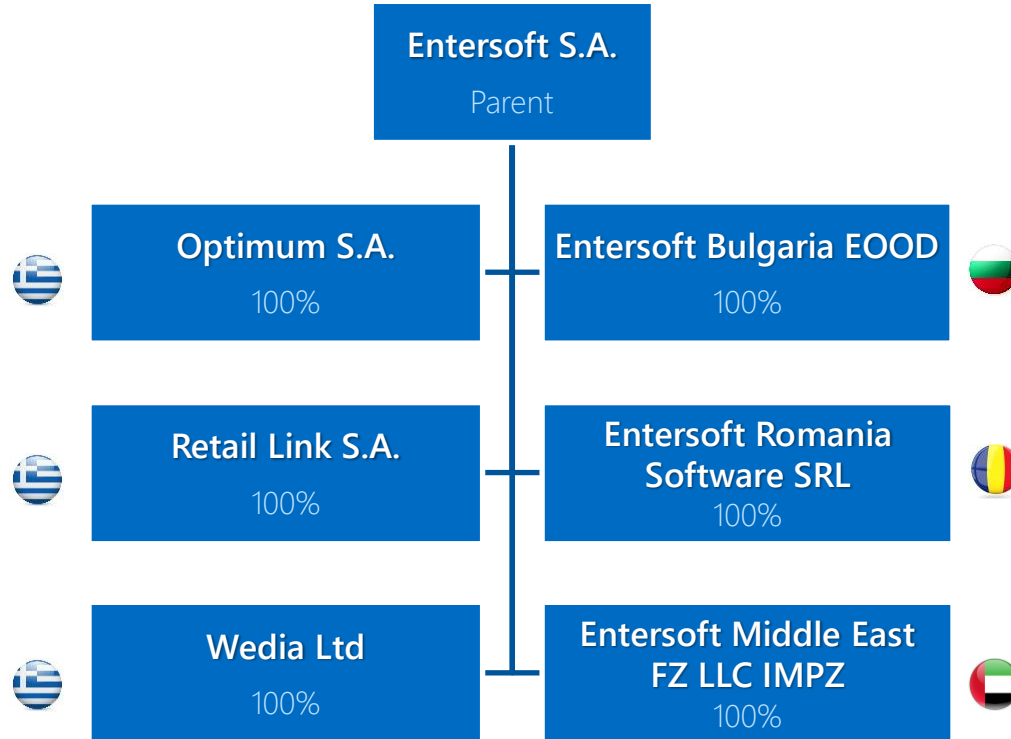 Entersoft S.A.
Parent
Optimum S.A.
100%
Entersoft Bulgaria EOOD
100%
Retail Link S.A.
100%
Entersoft Romania
Software SRL
100%
Wedia Ltd
100%
Entersoft Middle East
FZ LLC IMPZ
100%